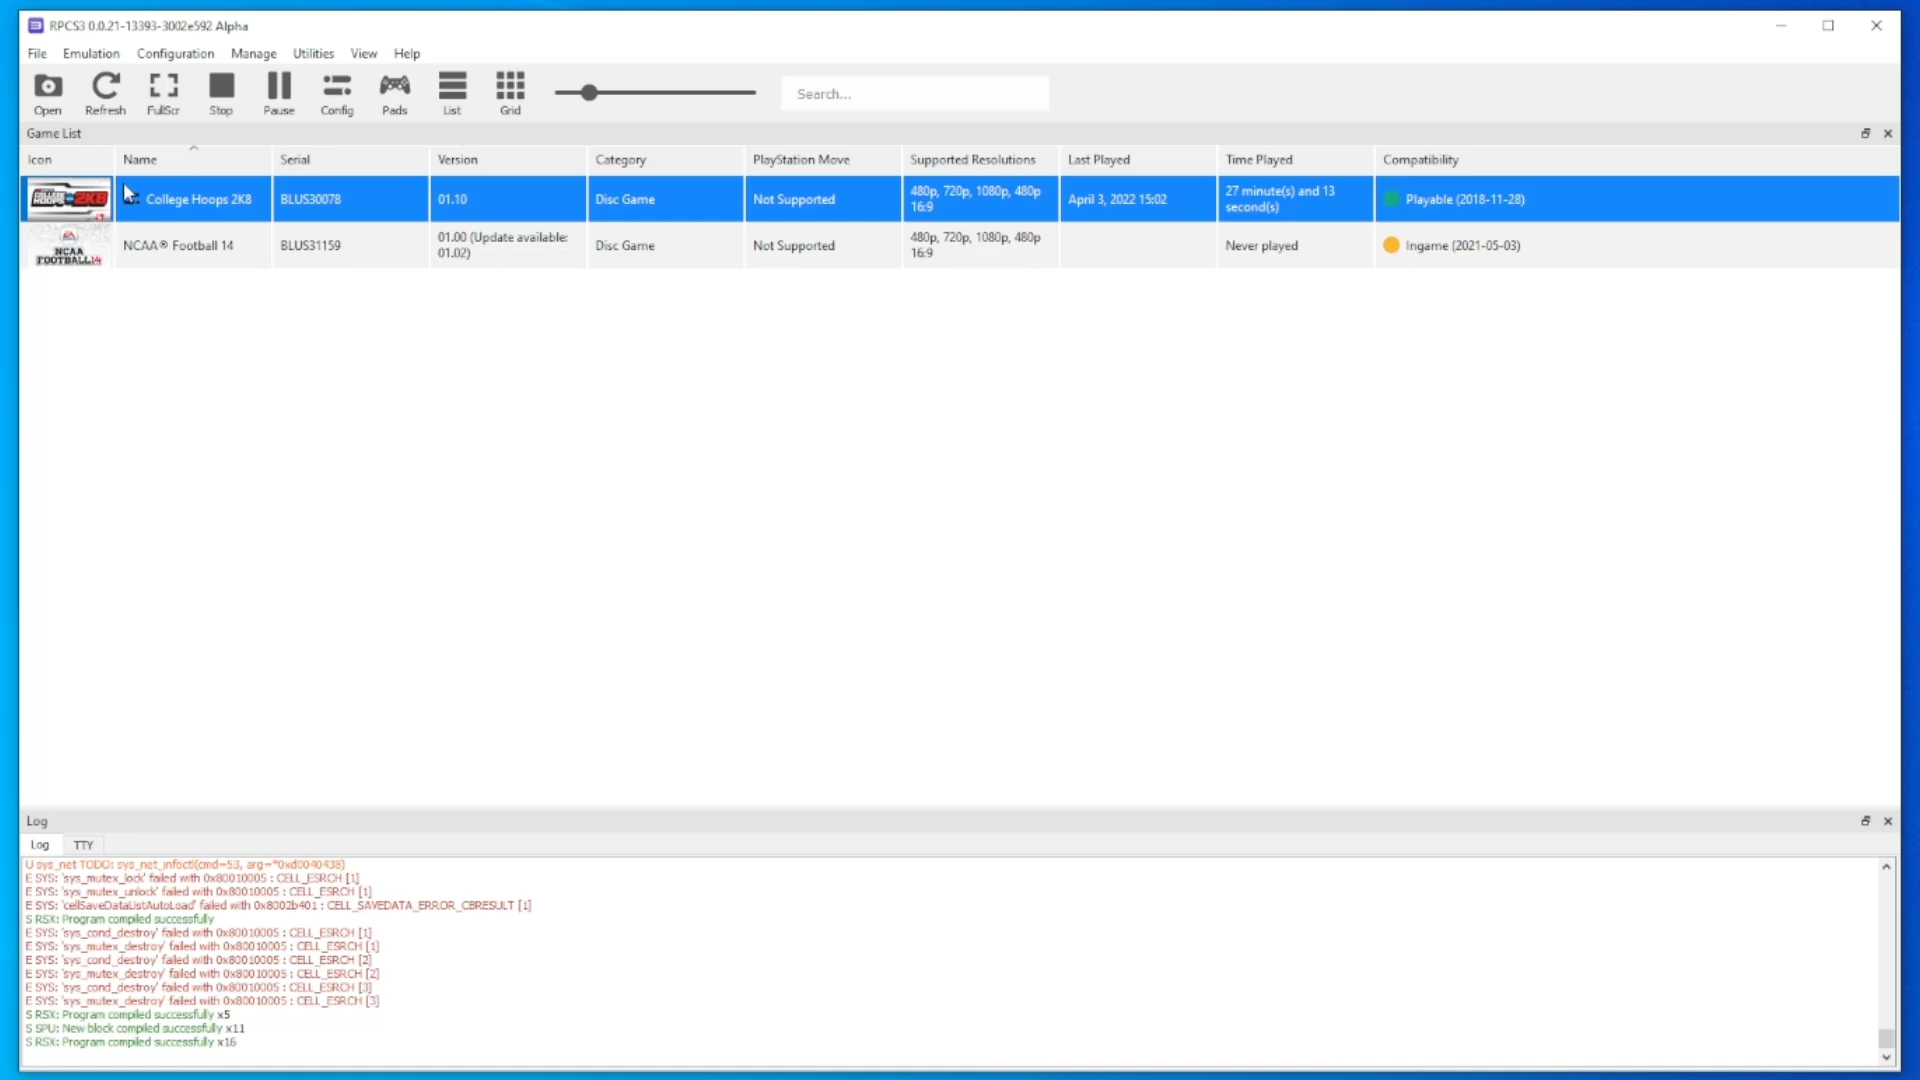 RPCS3 0.0.21-13393-3002e592 Alpha
File Emulation Configuration Manage Utilities View Help
Open Refresh FullScr Stop Pause Config Pads List Grid Search...
Game List
Icon Name Serial Version Category PlayStation Move Supported Resolutions Last Played Time Played Compatibility
COLLEGE HOOPS 2K8 College Hoops 2K8 BLUS30078 01.10 Disc Game Not Supported 480p, 720p, 1080p, 480p 16:9 April 3, 2022 15:02 27 minute(s) and 13 second(s) Playable (2018-11-28)
EA NCAA FOOTBALL 14 NCAA® Football 14 BLUS31159 01.00 (Update available: 01.02) Disc Game Not Supported 480p, 720p, 1080p, 480p 16:9 Never played Ingame (2021-05-03)
Log
Log TTY
U sys_net TODO: sys_net_infoctl(cmd=53, arg=*0xd0040438)
E SYS: 'sys_mutex_lock' failed with 0x80010005 : CELL_ESRCH [1]
E SYS: 'sys_mutex_unlock' failed with 0x80010005 : CELL_ESRCH [1]
E SYS: 'cellSaveDataListAutoLoad' failed with 0x8002b401 : CELL_SAVEDATA_ERROR_CBRESULT [1]
S RSX: Program compiled successfully
E SYS: 'sys_cond_destroy' failed with 0x80010005 : CELL_ESRCH [1]
E SYS: 'sys_mutex_destroy' failed with 0x80010005 : CELL_ESRCH [1]
E SYS: 'sys_cond_destroy' failed with 0x80010005 : CELL_ESRCH [2]
E SYS: 'sys_mutex_destroy' failed with 0x80010005 : CELL_ESRCH [2]
E SYS: 'sys_cond_destroy' failed with 0x80010005 : CELL_ESRCH [3]
E SYS: 'sys_mutex_destroy' failed with 0x80010005 : CELL_ESRCH [3]
S RSX: Program compiled successfully x5
S SPU: New block compiled successfully x11
S RSX: Program compiled successfully x16